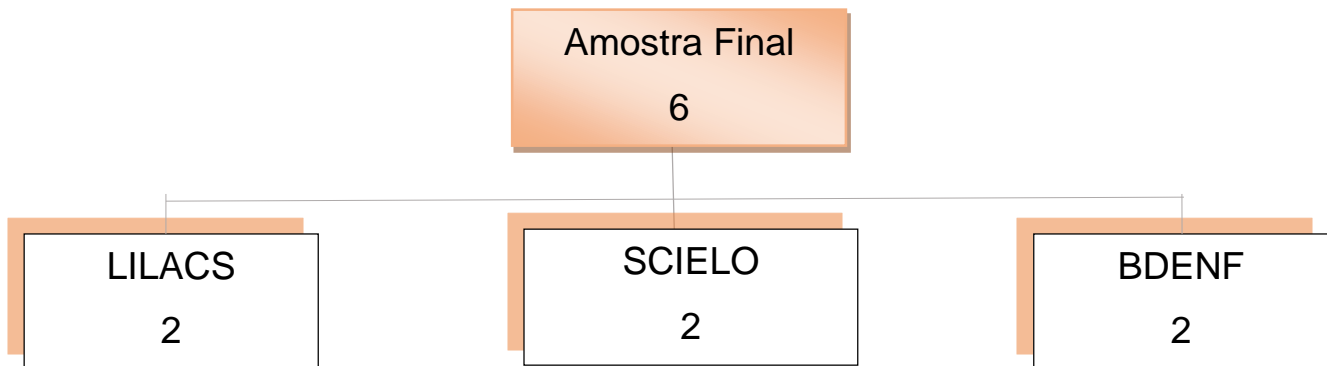 Amostra Final
6
LILACS
2
SCIELO
2
BDENF
2